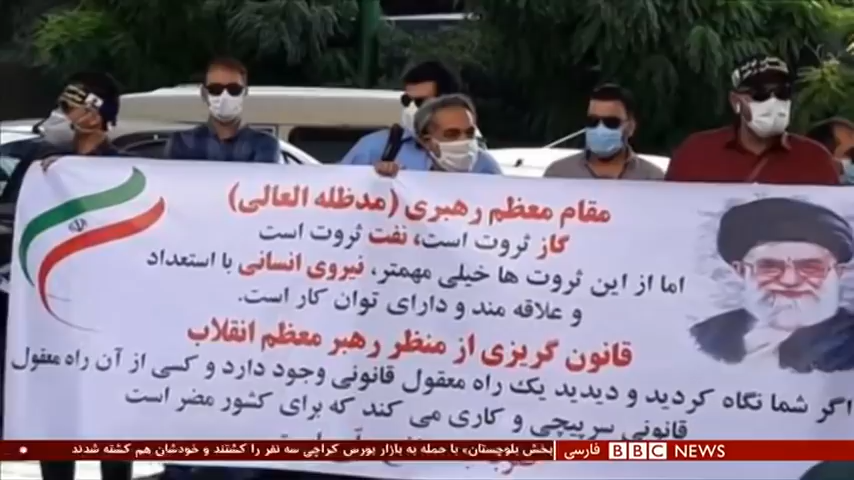 مقام معظم رهبری (مدظله العالی)
گاز ثروت است، نفت ثروت است
اما از این ثروت ها خیلی مهمتر، نیروی انسانی با استعداد
و علاقه مند و دارای توان کار است.
قانون گریزی از منظر رهبر معظم انقلاب
اگر شما نگاه کردید و دیدید یک راه معقول قانونی وجود دارد و کسی از آن راه معقول
قانونی سرپیچی و کاری می کند که برای کشور مضر است
بخش بلوچستان» با حمله به بازار بورس کراچی سه نفر را کشتند و خودشان هم کشته شدند
BBC NEWS فارسی